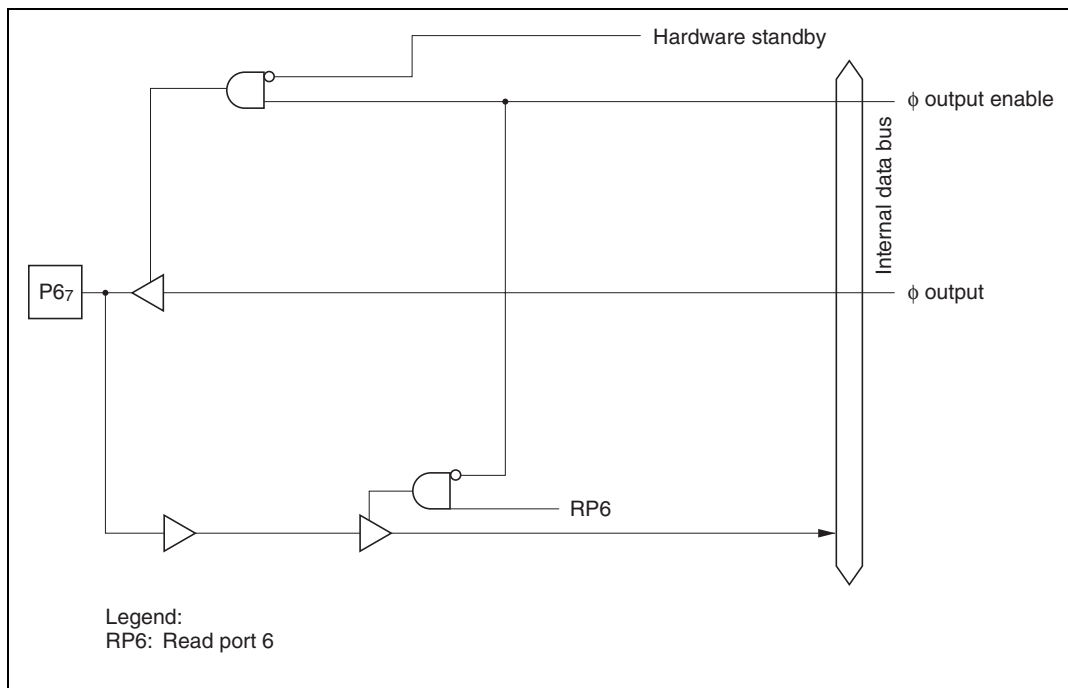 Hardware standby
ϕ output enable
Internal data bus
P6₇
ϕ output
RP6
Legend:
RP6: Read port 6